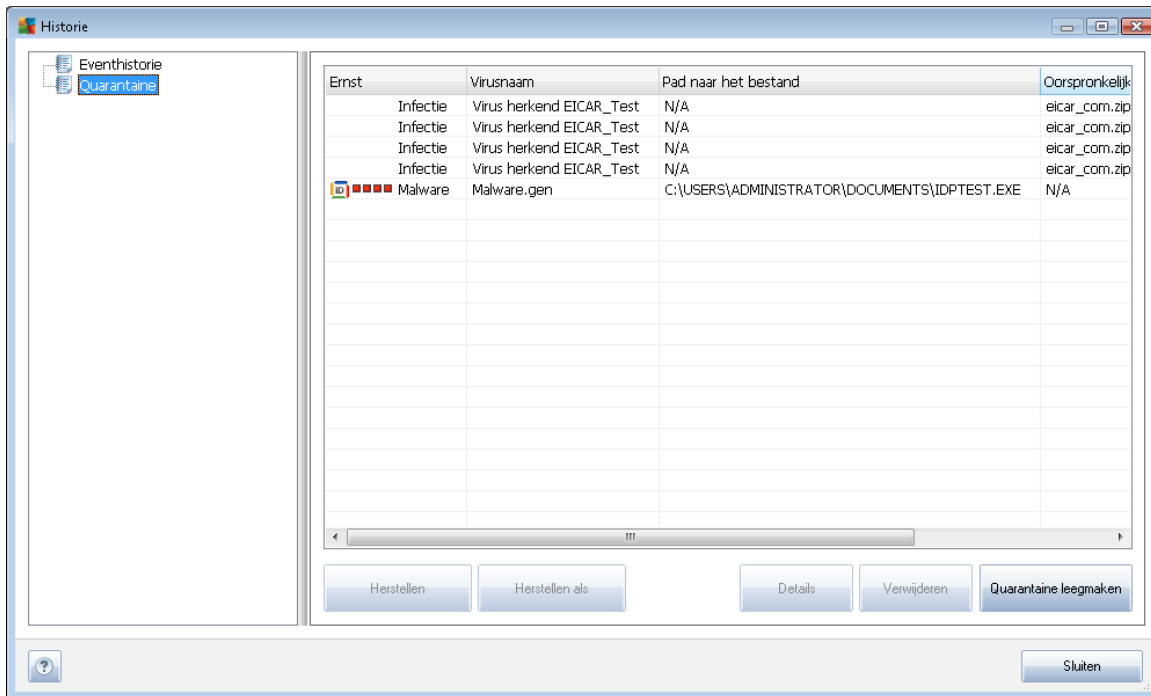 Historie
Eventhistorie
Quarantaine
Ernst Virusnaam Pad naar het bestand Oorspronkelijk
Infectie Virus herkend EICAR_Test N/A eicar_com.zip
Infectie Virus herkend EICAR_Test N/A eicar_com.zip
Infectie Virus herkend EICAR_Test N/A eicar_com.zip
Infectie Virus herkend EICAR_Test N/A eicar_com.zip
ID Malware Malware.gen C:\USERS\ADMINISTRATOR\DOCUMENTS\IDPTEST.EXE N/A
Herstellen Herstellen als Details Verwijderen Quarantaine leegmaken
? Sluiten